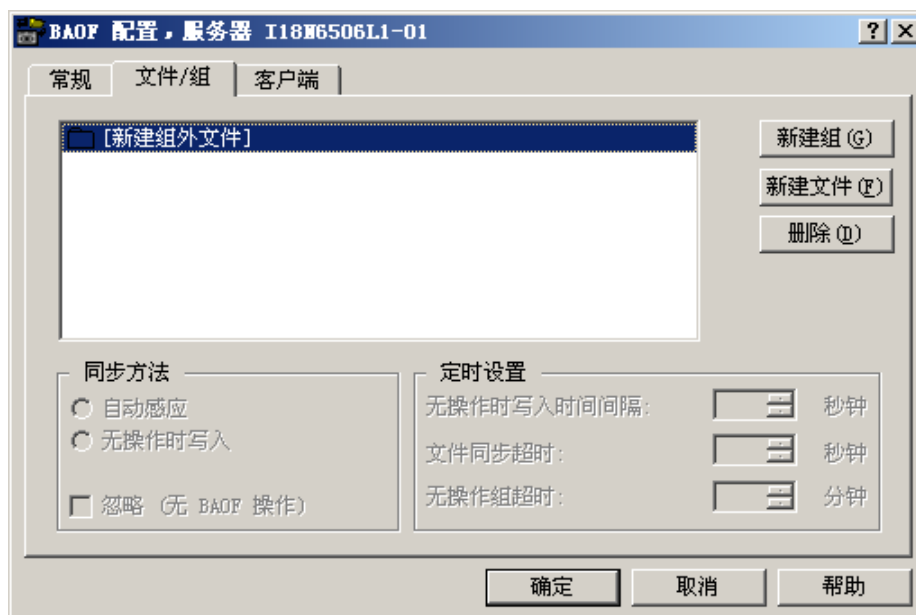 BAOF 配置，服务器 I18N6506L1-01
常规 文件/组 客户端
[新建组外文件]
新建组(G)
新建文件(F)
删除(D)
同步方法
自动感应
无操作时写入
忽略 (无 BAOF 操作)
定时设置
无操作时写入时间间隔: 秒钟
文件同步超时: 秒钟
无操作组超时: 分钟
确定 取消 帮助